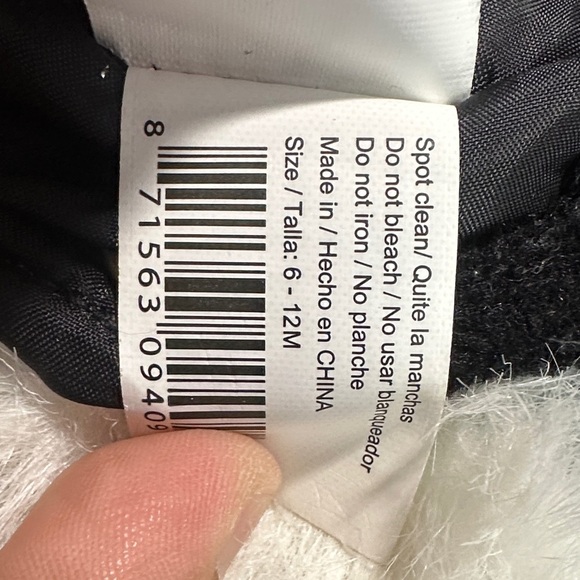 Spot clean/ Quite la manchas
Do not bleach / No usar blanqueador
Do not iron / No planche
Made in / Hecho en CHINA
Size / Talla: 6 - 12M
8 71563 09409